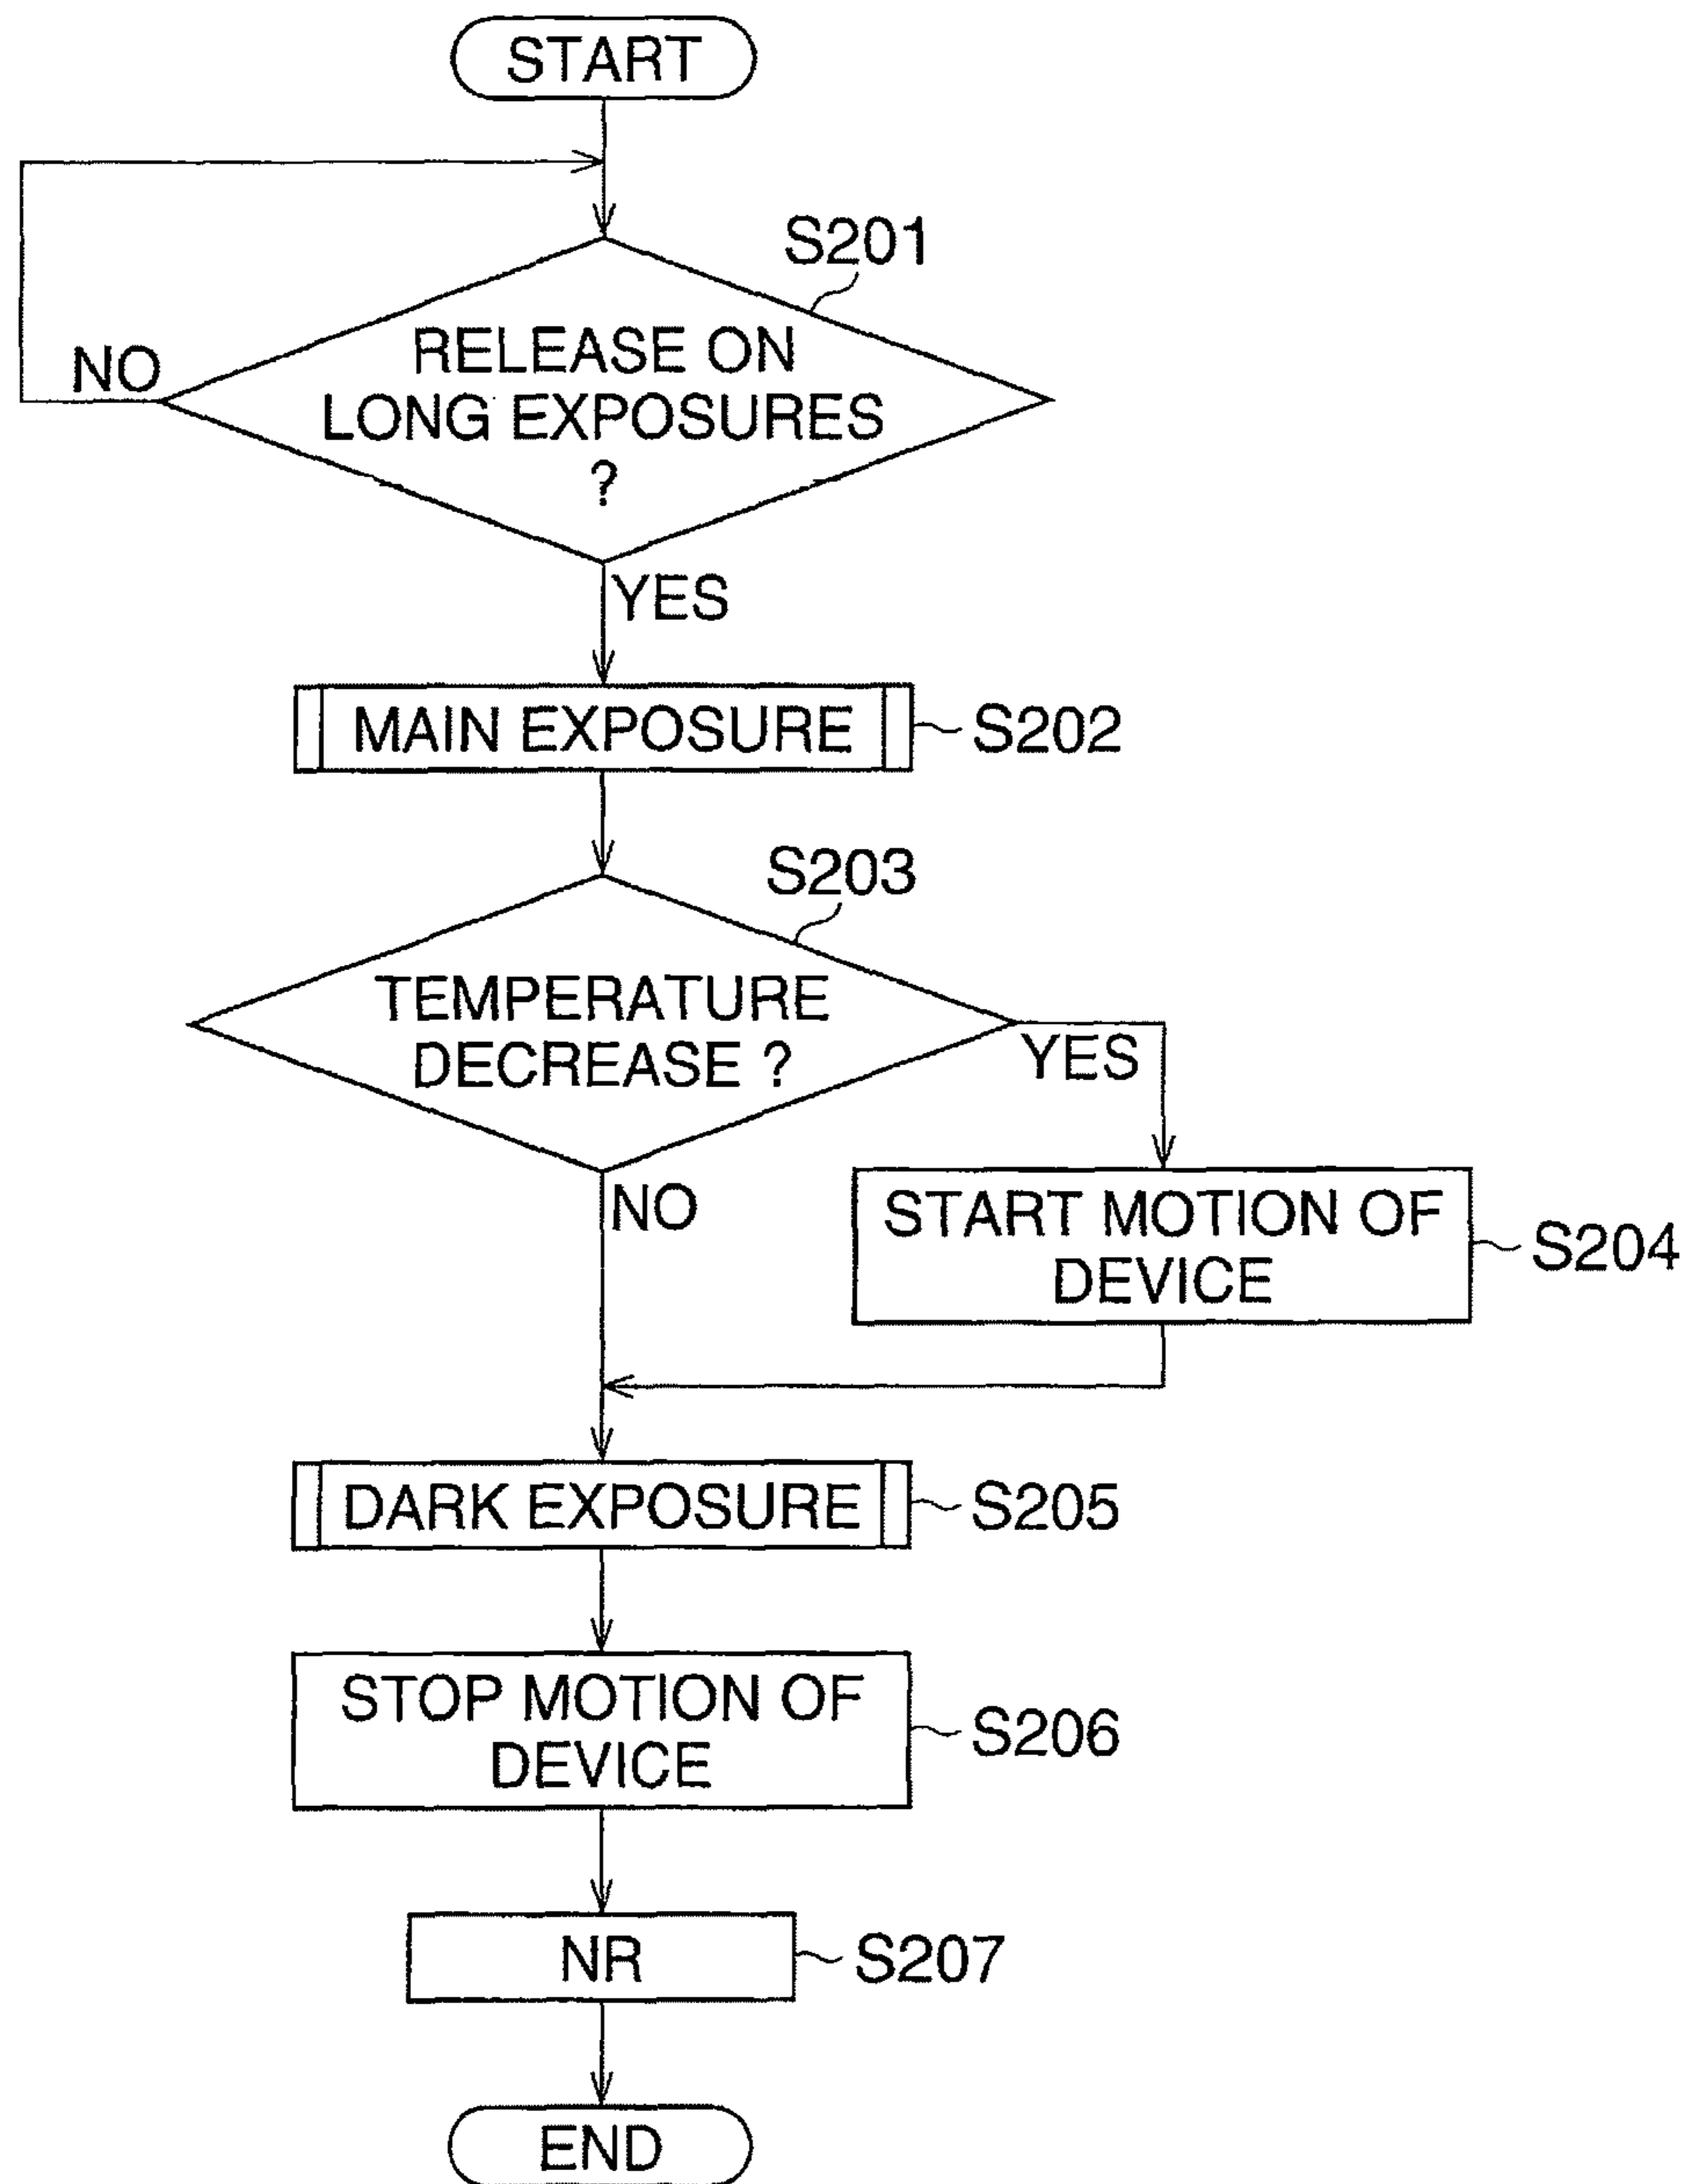 START
S201
RELEASE ON
LONG EXPOSURES
?
NO
YES
MAIN EXPOSURE
S202
S203
TEMPERATURE
DECREASE ?
YES
NO
START MOTION OF
DEVICE
S204
DARK EXPOSURE
S205
STOP MOTION OF
DEVICE
S206
NR
S207
END